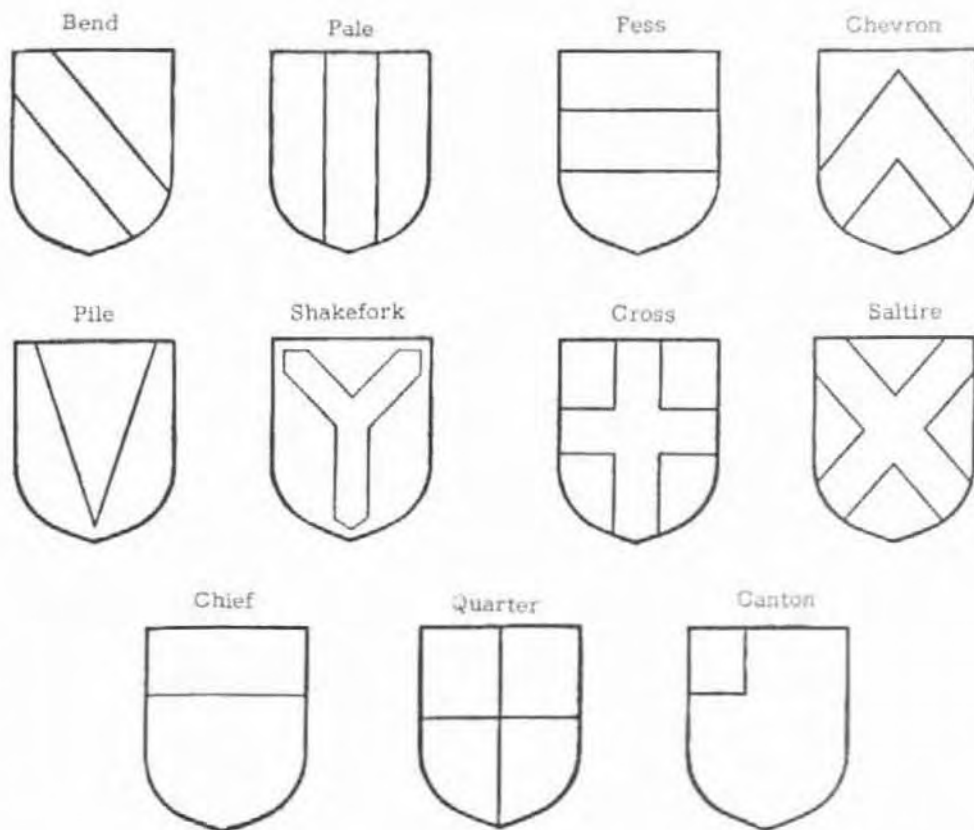 Bend Pale Fess Chevron
Pile Shakefork Cross Saltire
Chief Quarter Canton